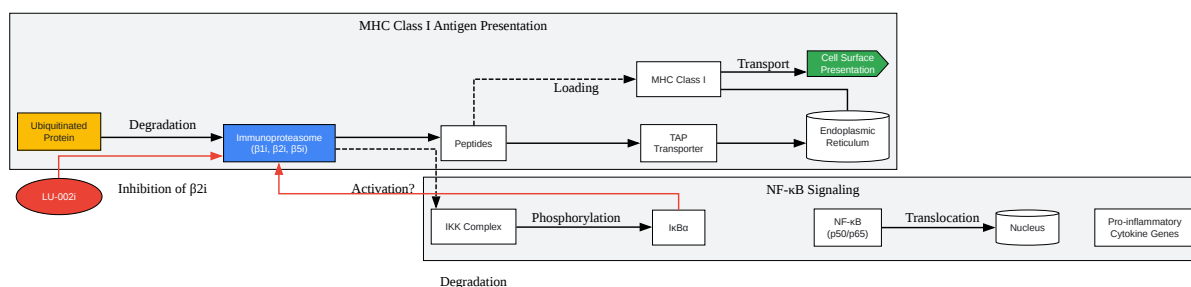 MHC Class I Antigen Presentation
Cell Surface
Presentation
Transport
MHC Class I
Loading
Ubiquitinated
Protein
Degradation
Immunoproteasome
(β1i, β2i, β5i)
Peptides
TAP
Transporter
Endoplasmic
Reticulum
LU-002i
Inhibition of β2i
Activation?
NF-κB Signaling
IKK Complex
Phosphorylation
IκBα
NF-κB
(p50/p65)
Translocation
Nucleus
Pro-inflammatory
Cytokine Genes
Degradation